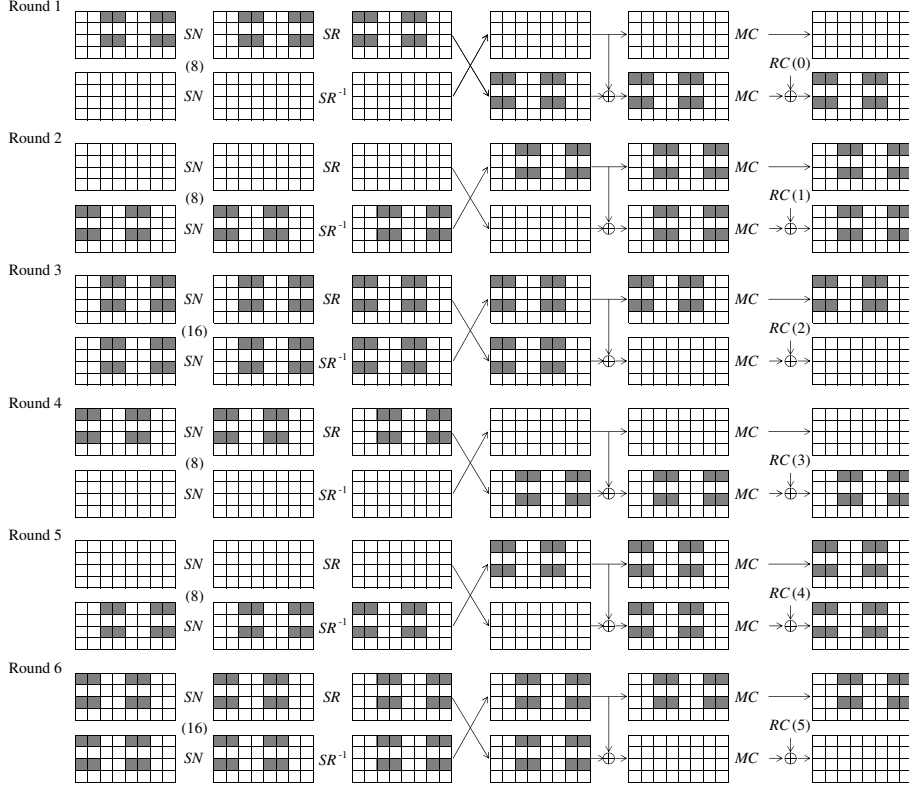 Round 1
SN SR MC
(8) RC(0)
SN SR⁻¹ MC
Round 2
SN SR MC
(8) RC(1)
SN SR⁻¹ MC
Round 3
SN SR MC
(16) RC(2)
SN SR⁻¹ MC
Round 4
SN SR MC
(8) RC(3)
SN SR⁻¹ MC
Round 5
SN SR MC
(8) RC(4)
SN SR⁻¹ MC
Round 6
SN SR MC
(16) RC(5)
SN SR⁻¹ MC